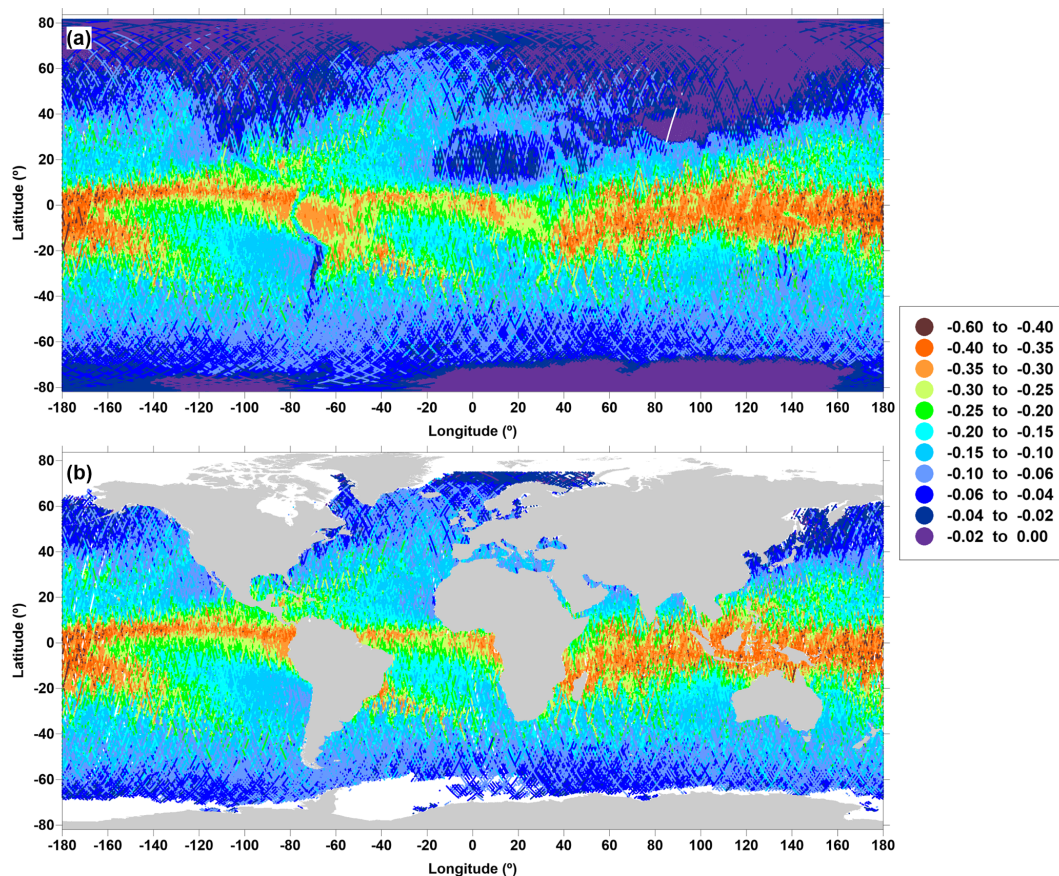 (a)
80
60
40
20
0
-20
-40
-60
-80
Latitude (º)
-180 -160 -140 -120 -100 -80 -60 -40 -20 0 20 40 60 80 100 120 140 160 180
Longitude (º)
(b)
80
60
40
20
0
-20
-40
-60
-80
Latitude (º)
-180 -160 -140 -120 -100 -80 -60 -40 -20 0 20 40 60 80 100 120 140 160 180
Longitude (º)
-0.60 to -0.40
-0.40 to -0.35
-0.35 to -0.30
-0.30 to -0.25
-0.25 to -0.20
-0.20 to -0.15
-0.15 to -0.10
-0.10 to -0.06
-0.06 to -0.04
-0.04 to -0.02
-0.02 to 0.00